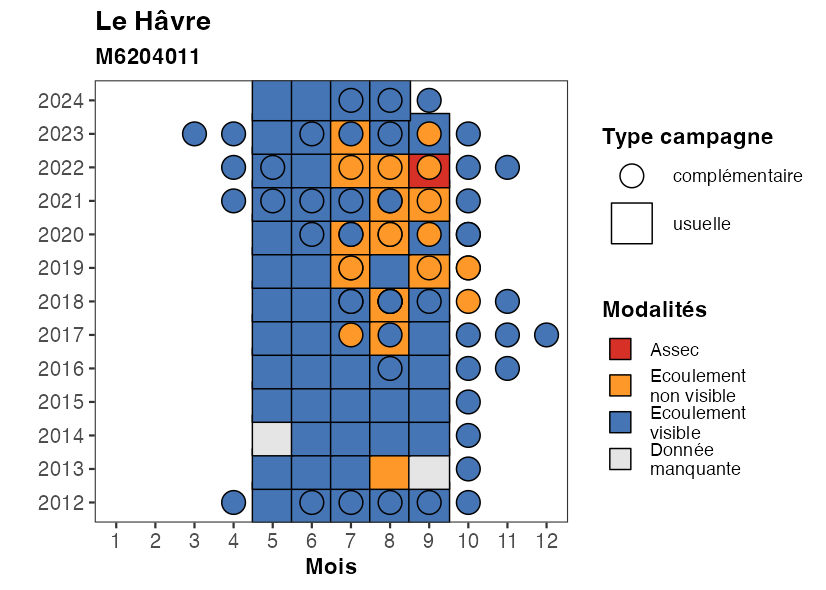 Le Hâvre
M6204011
2024
2023
2022
2021
2020
2019
2018
2017
2016
2015
2014
2013
2012
1 2 3 4 5 6 7 8 9 10 11 12
Mois
Type campagne
complémentaire
usuelle
Modalités
Assec
Ecoulement
non visible
Ecoulement
visible
Donnée
manquante